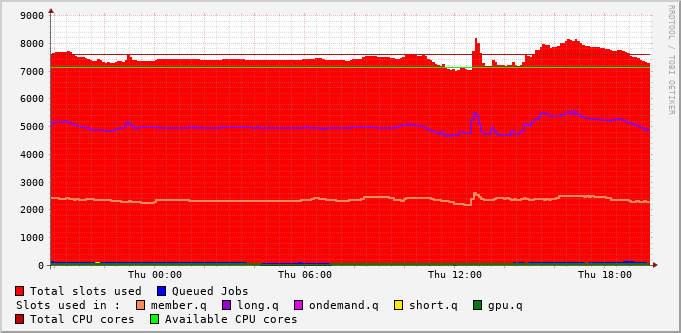 9000
8000
7000
6000
5000
4000
3000
2000
1000
0
Thu 00:00 Thu 06:00 Thu 12:00 Thu 18:00
RRDTOOL / TOBI OETIKER
Total slots used Queued Jobs
Slots used in : member.q long.q ondemand.q short.q gpu.q
Total CPU cores Available CPU cores